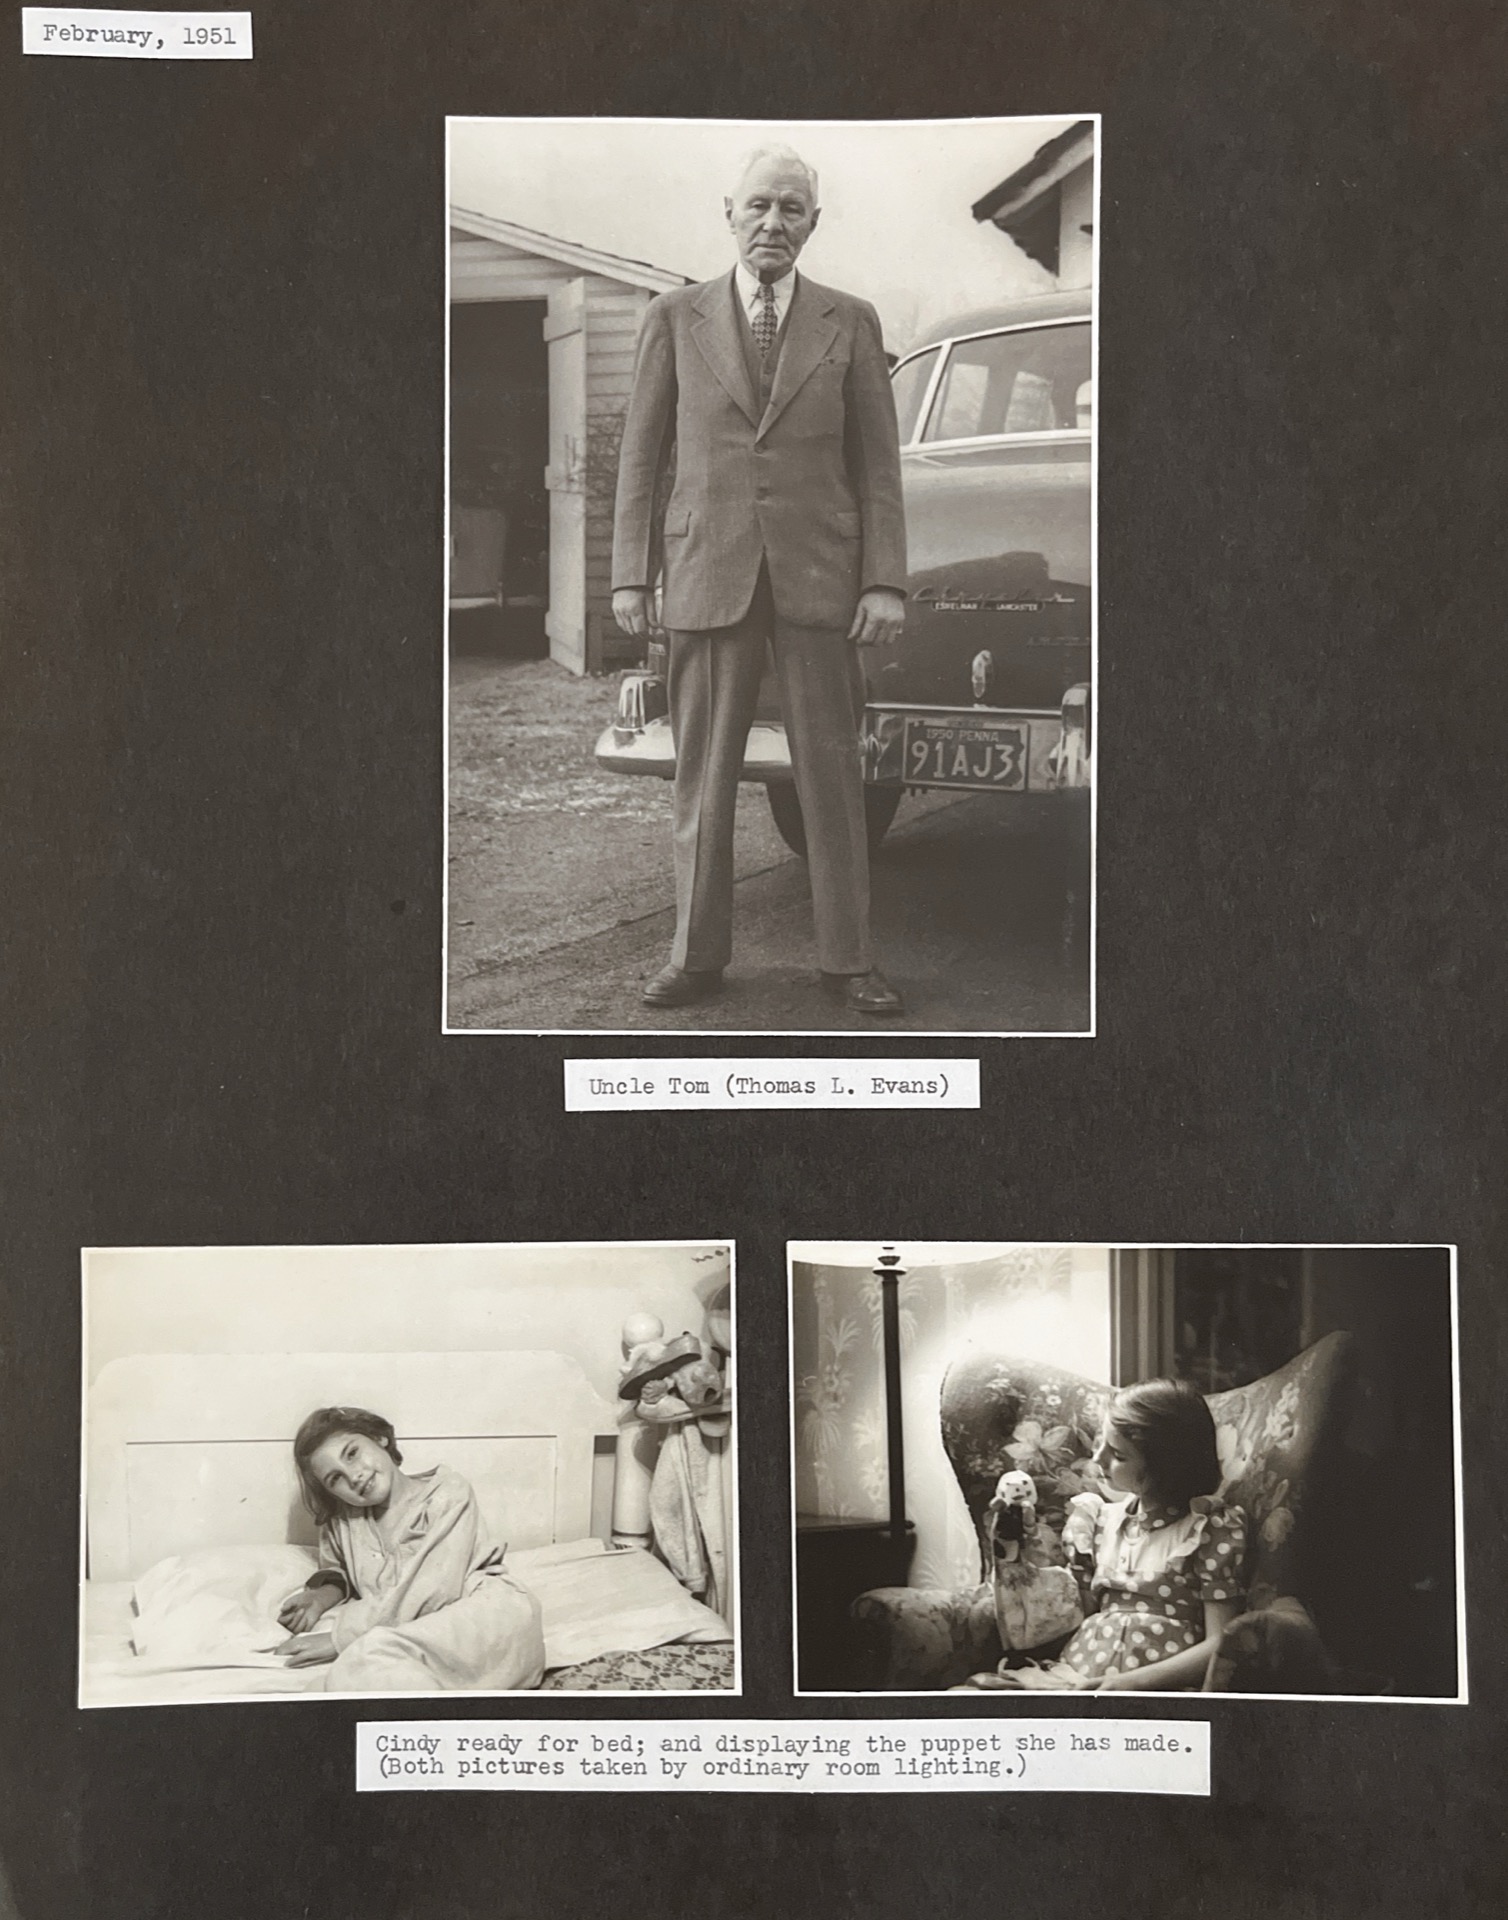 February, 1951
ESHELMAN LANCASTER
1950 PENNA
91AJ3
Uncle Tom (Thomas L. Evans)
Cindy ready for bed; and displaying the puppet she has made.
(Both pictures taken by ordinary room lighting.)